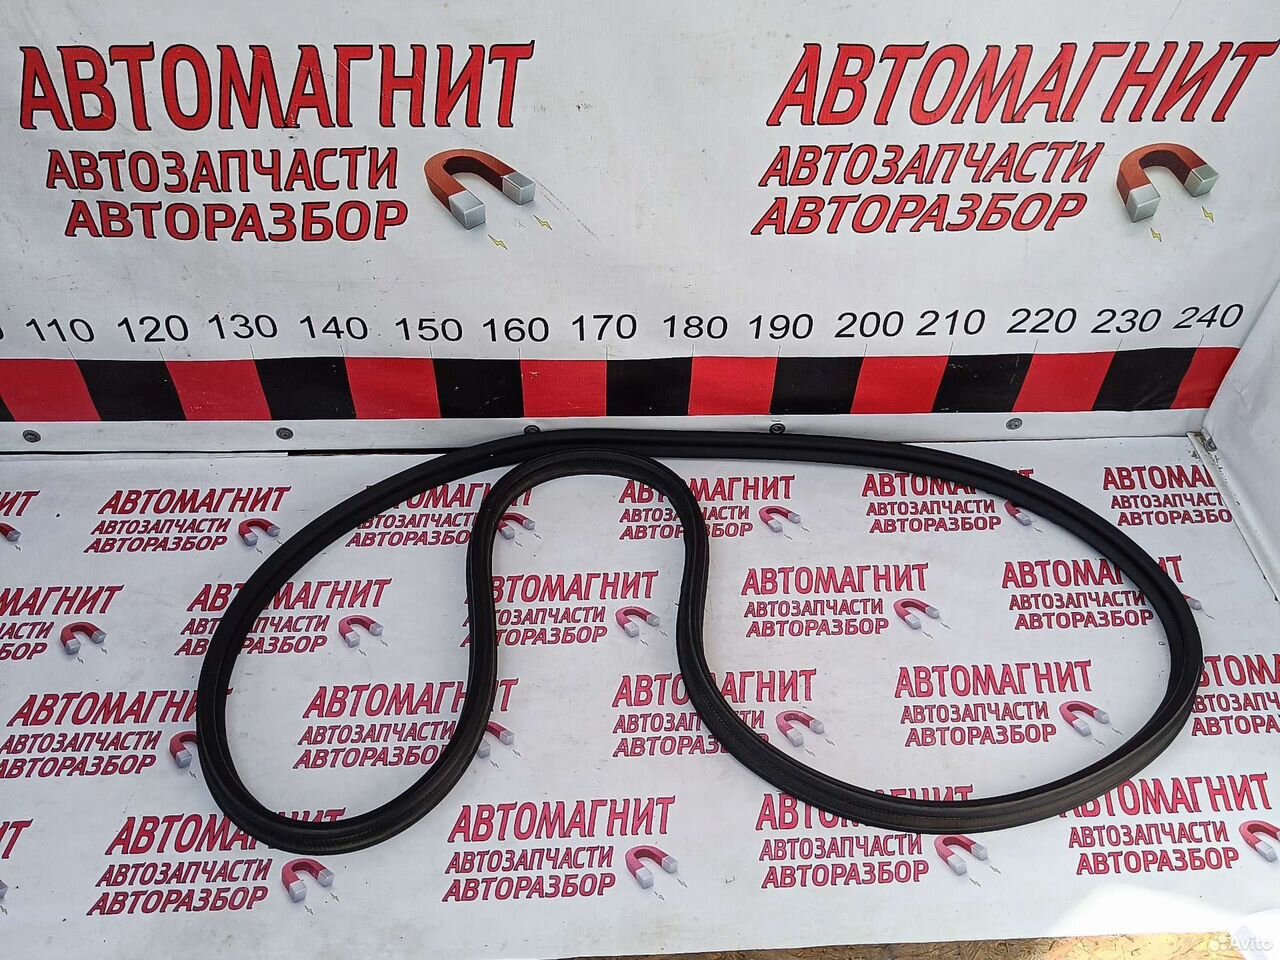 АВТОМАГНИТ АВТОМАГНИТ
АВТОЗАПЧАСТИ АВТОЗАПЧАСТИ
АВТОРАЗБОР АВТОРАЗБОР
110 120 130 140 150 160 170 180 190 200 210 220 230 240
АВТОМАГНИТ АВТОМАГНИТ АВТОМАГНИТ
АВТОЗАПЧАСТИ АВТОЗАПЧАСТИ АВТОЗАПЧАСТИ
АВТОРАЗБОР АВТОРАЗБОР АВТОРАЗБОР
АВТОМАГНИТ АВТОМАГНИТ АВТОМАГНИТ АВТОМАГНИТ
АВТОЗАПЧАСТИ АВТОЗАПЧАСТИ АВТОЗАПЧАСТИ
АВТОРАЗБОР АВТОРАЗБОР АВТОРАЗБОР АВТОРАЗБОР
АВТОМАГНИТ АВТОМАГНИТ АВТОМАГНИТ
АВТОЗАПЧАСТИ АВТОЗАПЧАСТИ АВТОЗАПЧАСТИ
АВТОРАЗБОР АВТОРАЗБОР АВТОРАЗБОР АВТОРАЗБОР
АВТОМАГНИТ АВТОМАГНИТ
АВТОЗАПЧАСТИ АВТОЗАПЧАСТИ АВТОЗАПЧАСТИ АВТОЗАПЧАСТИ
АВТОРАЗБОР АВТОРАЗБОР АВТОРАЗБОР АВТОРАЗБОР
Avito